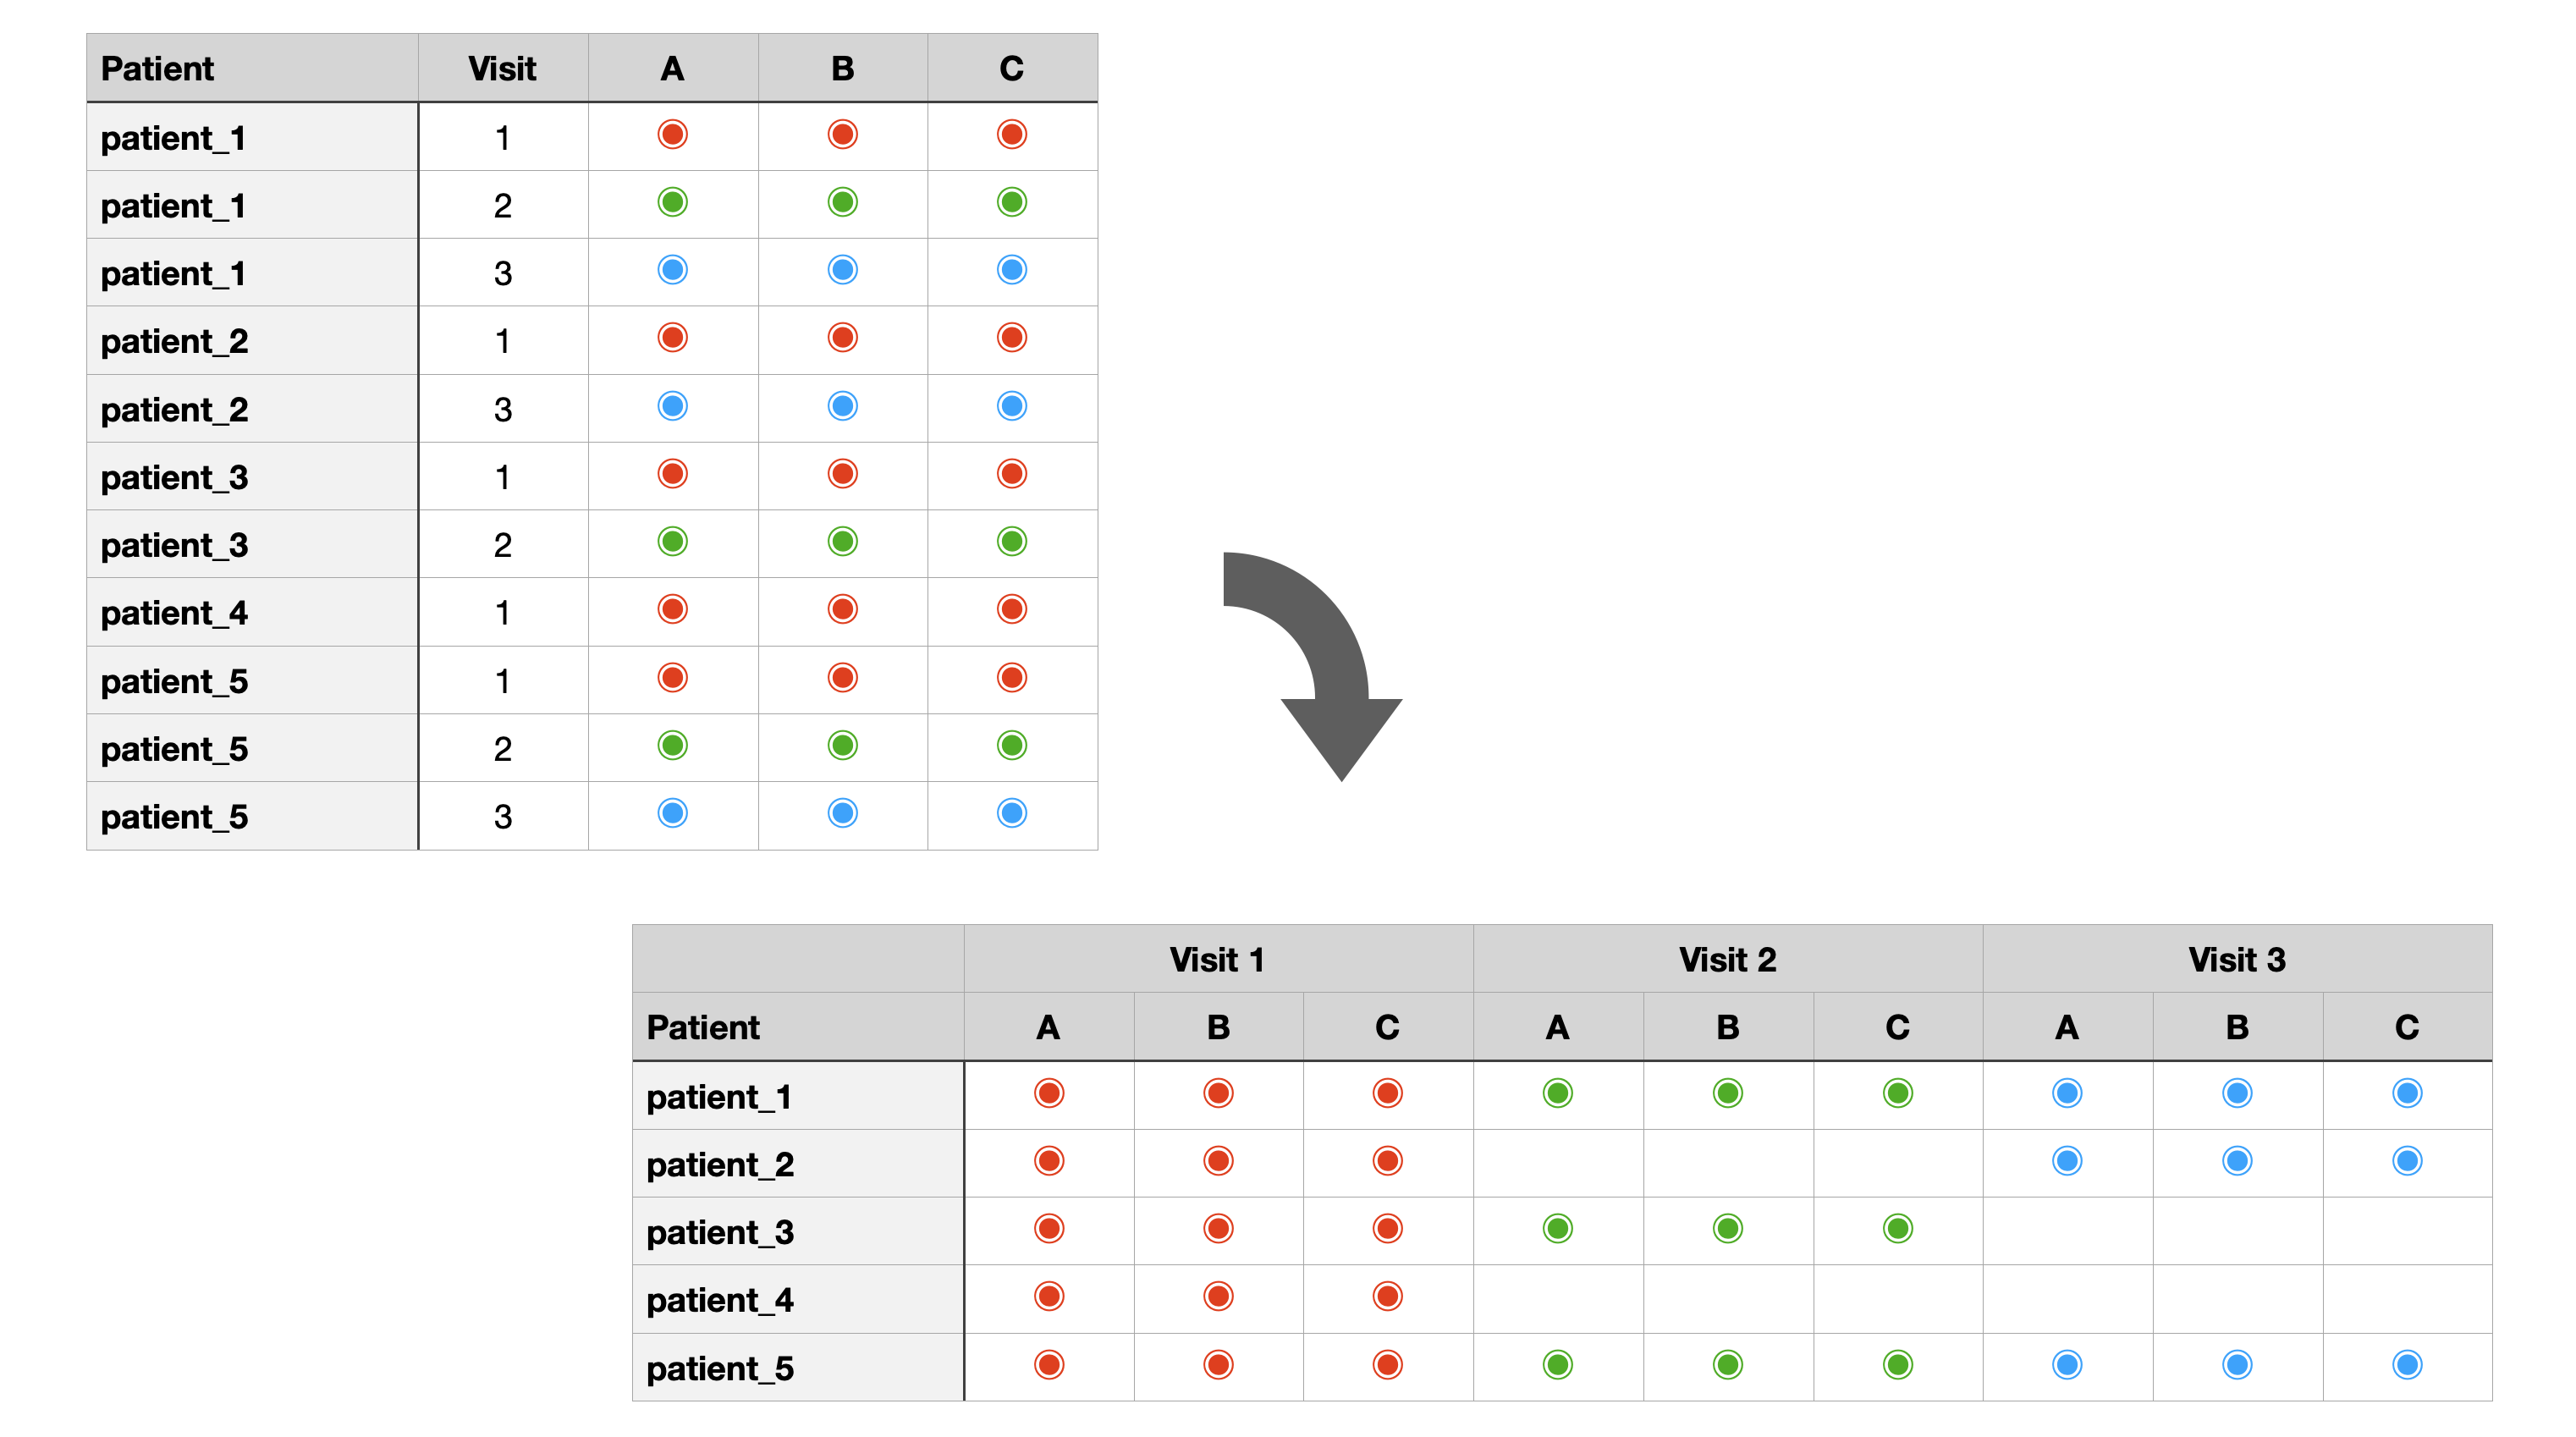 Patient Visit A B C
patient_1 1
patient_1 2
patient_1 3
patient_2 1
patient_2 3
patient_3 1
patient_3 2
patient_4 1
patient_5 1
patient_5 2
patient_5 3
Visit 1 Visit 2 Visit 3
Patient A B C A B C A B C
patient_1
patient_2
patient_3
patient_4
patient_5